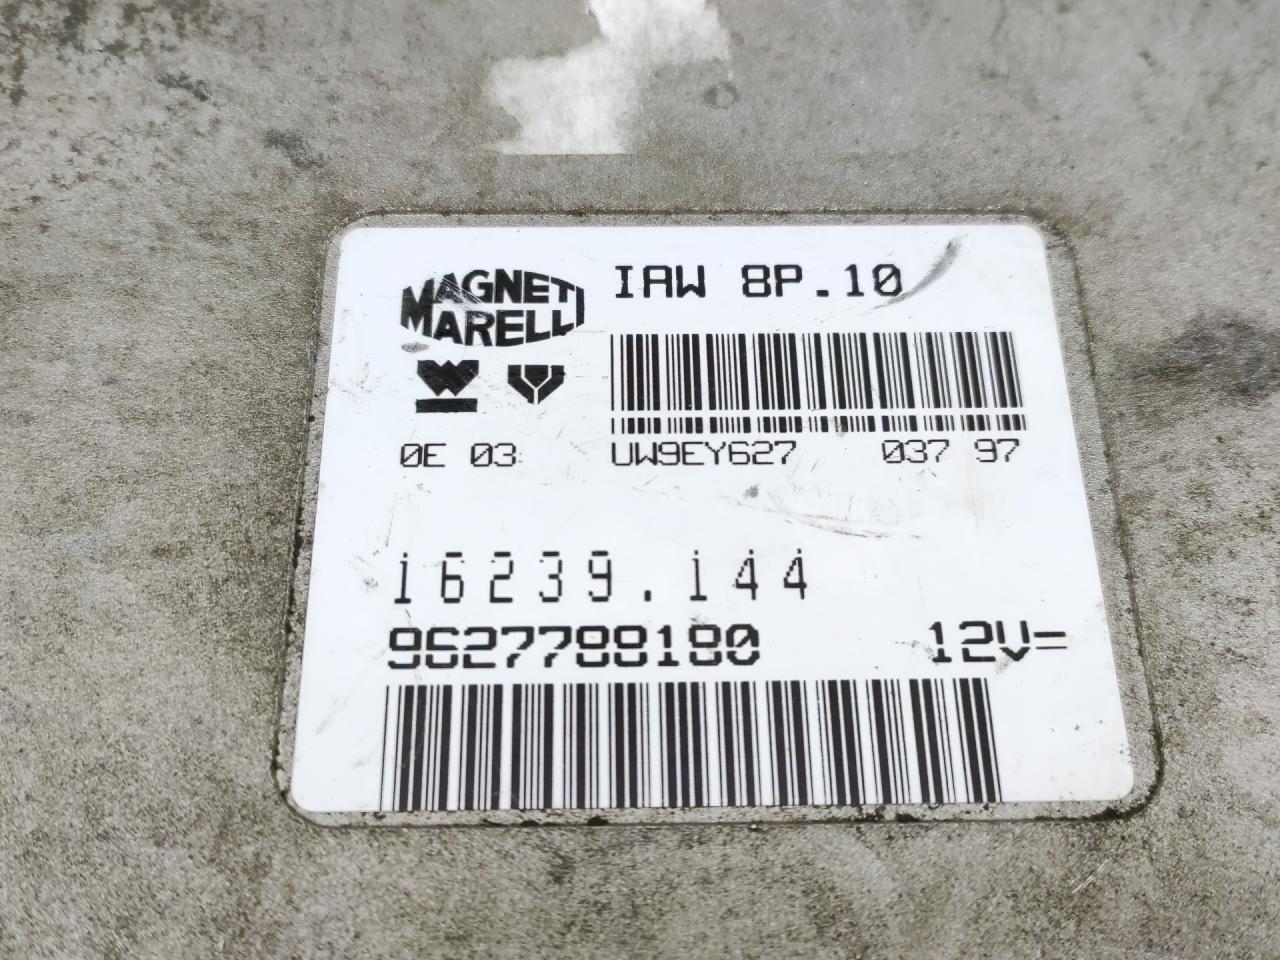 MAGNETI
MARELLI
IAW 8P.10
0E 03
UW9EY627 037 97
16239.144
9627788180 12V=